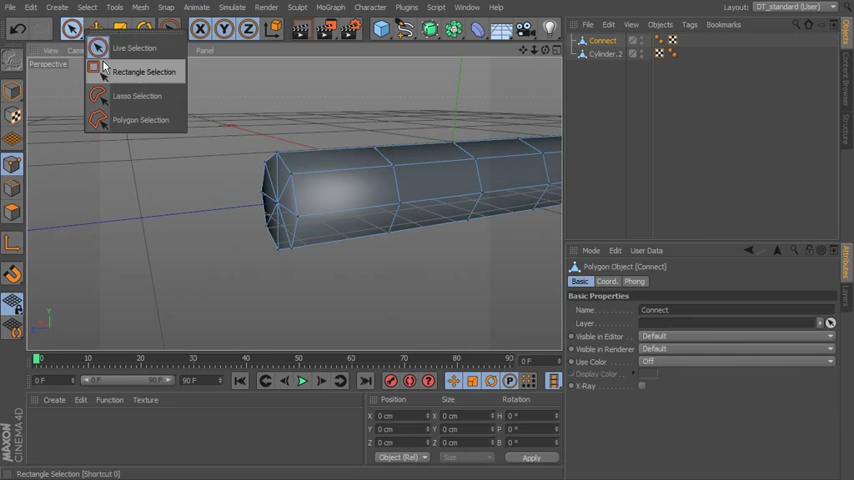 File Edit Create Select Tools Mesh Snap Animate Simulate Render Sculpt MoGraph Character Plugins Script Window Help
Layout: DT_standard (User)
View Cam Panel
Perspective
Live Selection
Rectangle Selection
Lasso Selection
Polygon Selection
X Y Z
File Edit View Objects Tags Bookmarks
Connect
Cylinder.2
Objects
Mode Edit User Data
Polygon Object [Connect]
Basic Coord. Phong
Basic Properties
Name Connect
Layer
Visible in Editor Default
Visible in Renderer Default
Use Color Off
Display Color
X-Ray
Attributes
Layers
Y
Z
0 10 20 30 40 50 60 70 80 90 0 F
0 F 0 F 90 F 90 F
P
Create Edit Function Texture
Position Size Rotation
X 0 cm X 0 cm H 0 °
Y 0 cm Y 0 cm P 0 °
Z 0 cm Z 0 cm B 0 °
Object (Rel) Size Apply
MAXON CINEMA 4D
Rectangle Selection [Shortcut 0]